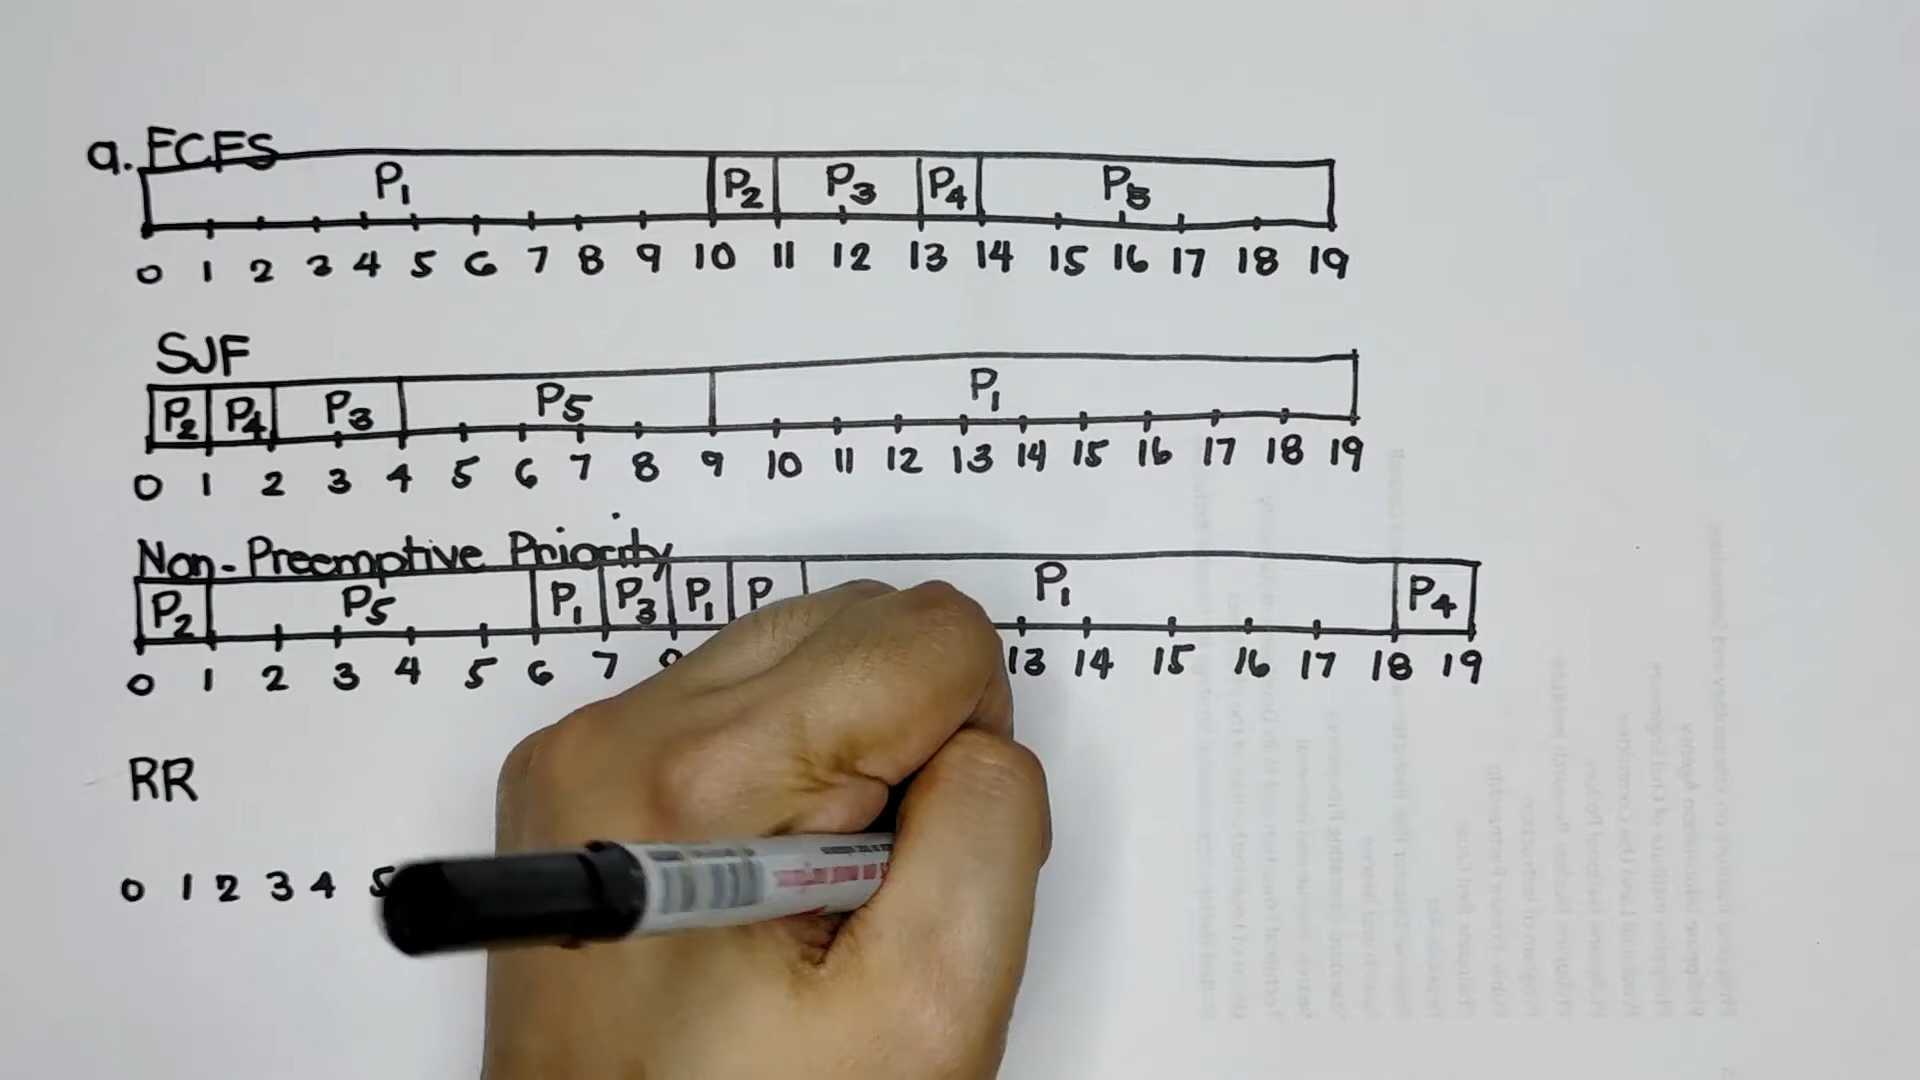 a. FCFS
P1 P2 P3 P4 P5
0 1 2 3 4 5 6 7 8 9 10 11 12 13 14 15 16 17 18 19
SJF
P2 P4 P3 P5 P1
0 1 2 3 4 5 6 7 8 9 10 11 12 13 14 15 16 17 18 19
Non-Preemptive Priority
P2 P5 P1 P3 P1 P P1 P4
0 1 2 3 4 5 6 7 13 14 15 16 17 18 19
RR
0 1 2 3 4 5